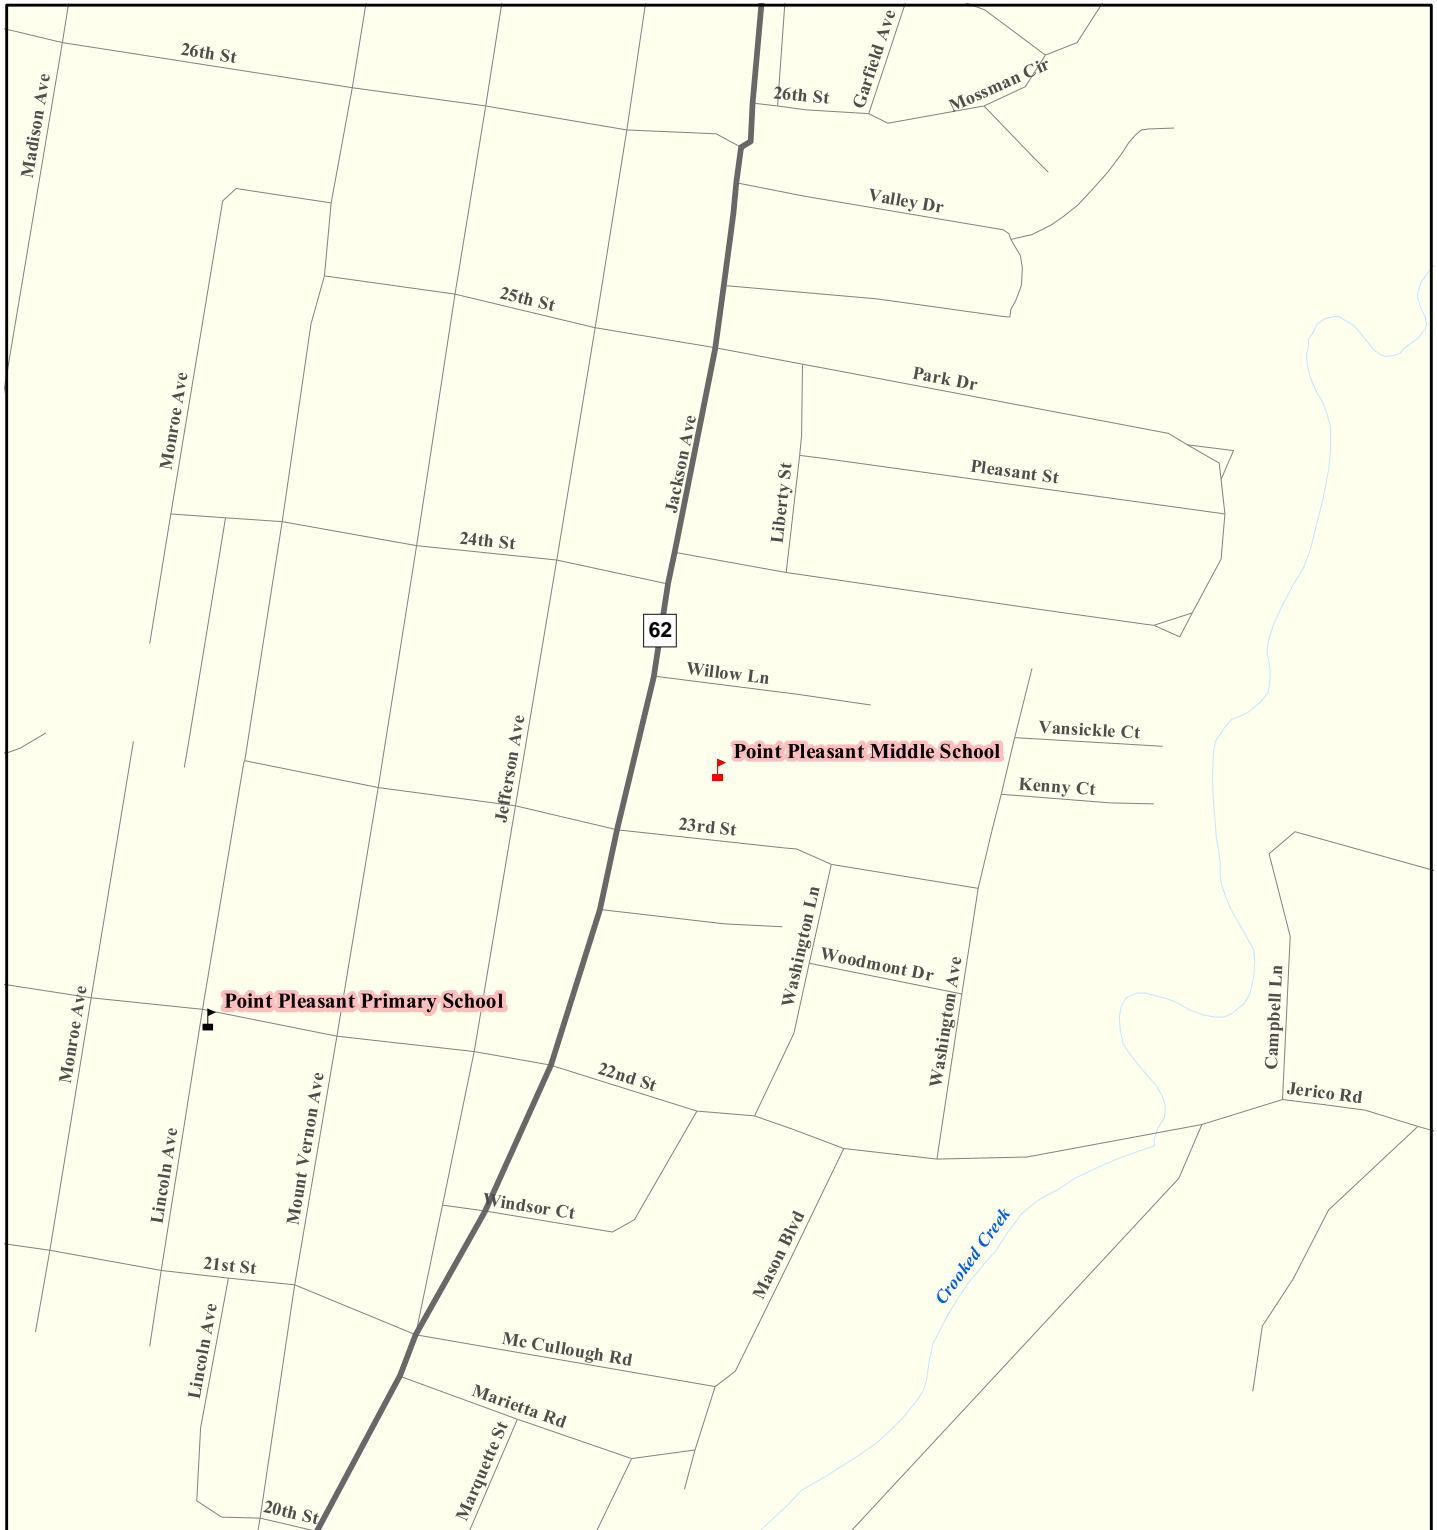 26th St
Madison Ave
26th St
Garfield Ave
Mossman Cir
Valley Dr
25th St
Park Dr
Monroe Ave
Jackson Ave
Liberty St
Pleasant St
24th St
62
Willow Ln
Vansickle Ct
Point Pleasant Middle School
Kenny Ct
Jefferson Ave
23rd St
Washington Ln
Woodmont Dr
Washington Ave
Campbell Ln
Point Pleasant Primary School
Monroe Ave
22nd St
Jerico Rd
Lincoln Ave
Mount Vernon Ave
Windsor Ct
Mason Blvd
Crooked Creek
21st St
Lincoln Ave
Mc Cullough Rd
Marietta Rd
Marquette St
20th St